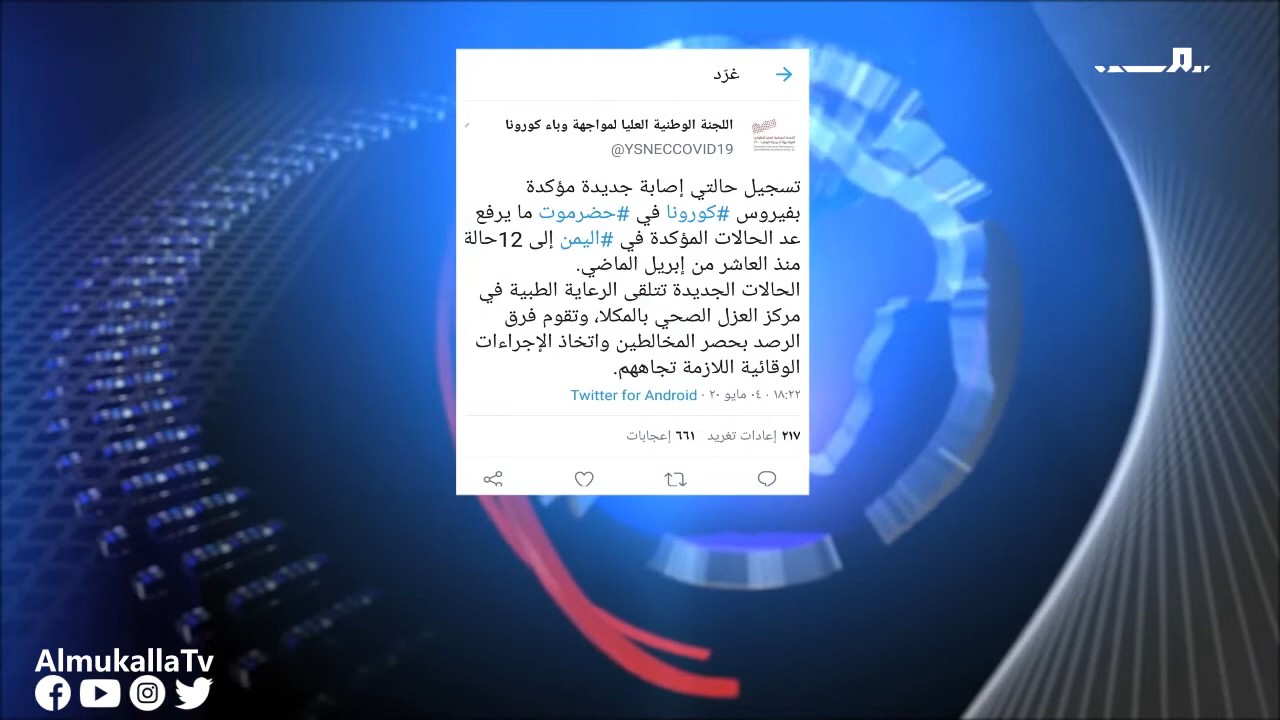 غرّد
اللجنة الوطنية العليا لمواجهة وباء كورونا
@YSNECCOVID19
تسجيل حالتي إصابة جديدة مؤكدة
بفيروس #كورونا في #حضرموت ما يرفع
عد الحالات المؤكدة في #اليمن إلى 12حالة
منذ العاشر من إبريل الماضي.
الحالات الجديدة تتلقى الرعاية الطبية في
مركز العزل الصحي بالمكلا، وتقوم فرق
الرصد بحصر المخالطين واتخاذ الإجراءات
الوقائية اللازمة تجاههم.
١٨:٢٢ · ٠٤ مايو ٢٠ · Twitter for Android
٢١٧ إعادات تغريد ٦٦١ إعجابات
AlmukallaTv